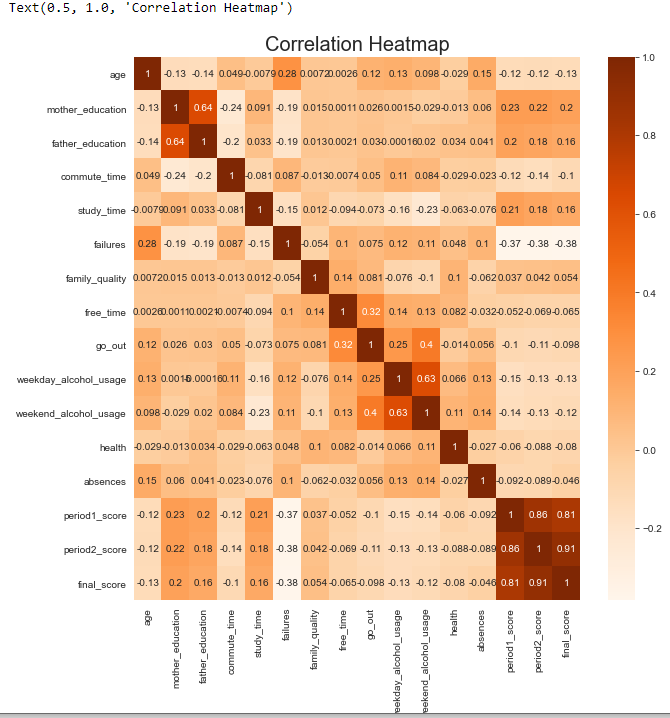 Text(0.5, 1.0, 'Correlation Heatmap')
Correlation Heatmap
age 1 -0.13 -0.14 0.049 -0.0079 0.28 0.0072 0.0026 0.12 0.13 0.098 -0.029 0.15 -0.12 -0.12 -0.13
mother_education -0.13 1 0.64 -0.24 0.091 -0.19 0.015 0.0011 0.026 0.0015 -0.029 -0.013 0.06 0.23 0.22 0.2
father_education -0.14 0.64 1 -0.2 0.033 -0.19 0.013 0.0021 0.03 -0.00016 0.02 0.034 0.041 0.2 0.18 0.16
commute_time 0.049 -0.24 -0.2 1 -0.081 0.087 -0.013 -0.0074 0.05 0.11 0.084 -0.029 -0.023 -0.12 -0.14 -0.1
study_time -0.0079 0.091 0.033 -0.081 1 -0.15 0.012 -0.094 -0.073 -0.16 -0.23 -0.063 -0.076 0.21 0.18 0.16
failures 0.28 -0.19 -0.19 0.087 -0.15 1 -0.054 0.1 0.075 0.12 0.11 0.048 0.1 -0.37 -0.38 -0.38
family_quality 0.0072 0.015 0.013 -0.013 0.012 -0.054 1 0.14 0.081 -0.076 -0.1 0.1 -0.062 0.037 0.042 0.054
free_time 0.0026 0.0011 0.0021 -0.0074 -0.094 0.1 0.14 1 0.32 0.14 0.13 0.082 -0.032 -0.052 -0.069 -0.065
go_out 0.12 0.026 0.03 0.05 -0.073 0.075 0.081 0.32 1 0.25 0.4 -0.014 0.056 -0.1 -0.11 -0.098
weekday_alcohol_usage 0.13 0.0015 -0.00016 0.11 -0.16 0.12 -0.076 0.14 0.25 1 0.63 0.066 0.13 -0.15 -0.13 -0.13
weekend_alcohol_usage 0.098 -0.029 0.02 0.084 -0.23 0.11 -0.1 0.13 0.4 0.63 1 0.11 0.14 -0.14 -0.13 -0.12
health -0.029 -0.013 0.034 -0.029 -0.063 0.048 0.1 0.082 -0.014 0.066 0.11 1 -0.027 -0.06 -0.088 -0.08
absences 0.15 0.06 0.041 -0.023 -0.076 0.1 -0.062 -0.032 0.056 0.13 0.14 -0.027 1 -0.092 -0.089 -0.046
period1_score -0.12 0.23 0.2 -0.12 0.21 -0.37 0.037 -0.052 -0.1 -0.15 -0.14 -0.06 -0.092 1 0.86 0.81
period2_score -0.12 0.22 0.18 -0.14 0.18 -0.38 0.042 -0.069 -0.11 -0.13 -0.13 -0.088 -0.089 0.86 1 0.91
final_score -0.13 0.2 0.16 -0.1 0.16 -0.38 0.054 -0.065 -0.098 -0.13 -0.12 -0.08 -0.046 0.81 0.91 1
age
mother_education
father_education
commute_time
study_time
failures
family_quality
free_time
go_out
eekday_alcohol_usage
eekend_alcohol_usage
health
absences
period1_score
period2_score
final_score
1.0
0.8
0.6
0.4
0.2
0.0
−0.2